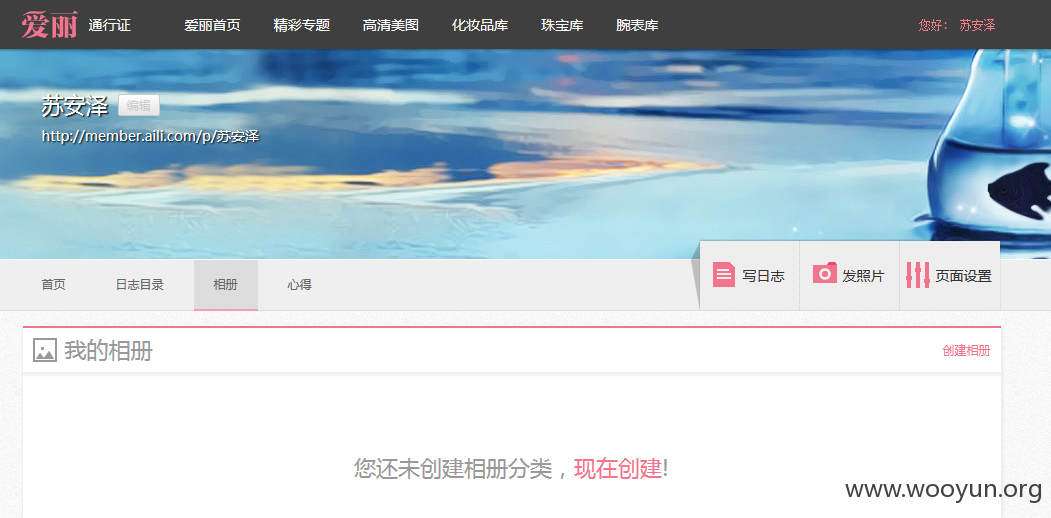 爱丽 通行证 爱丽首页 精彩专题 高清美图 化妆品库 珠宝库 腕表库 您好： 苏安泽
苏安泽 编辑
http://member.aili.com/p/苏安泽
首页 日志目录 相册 心得 写日志 发照片 页面设置
我的相册 创建相册
您还未创建相册分类，现在创建!
www.wooyun.org